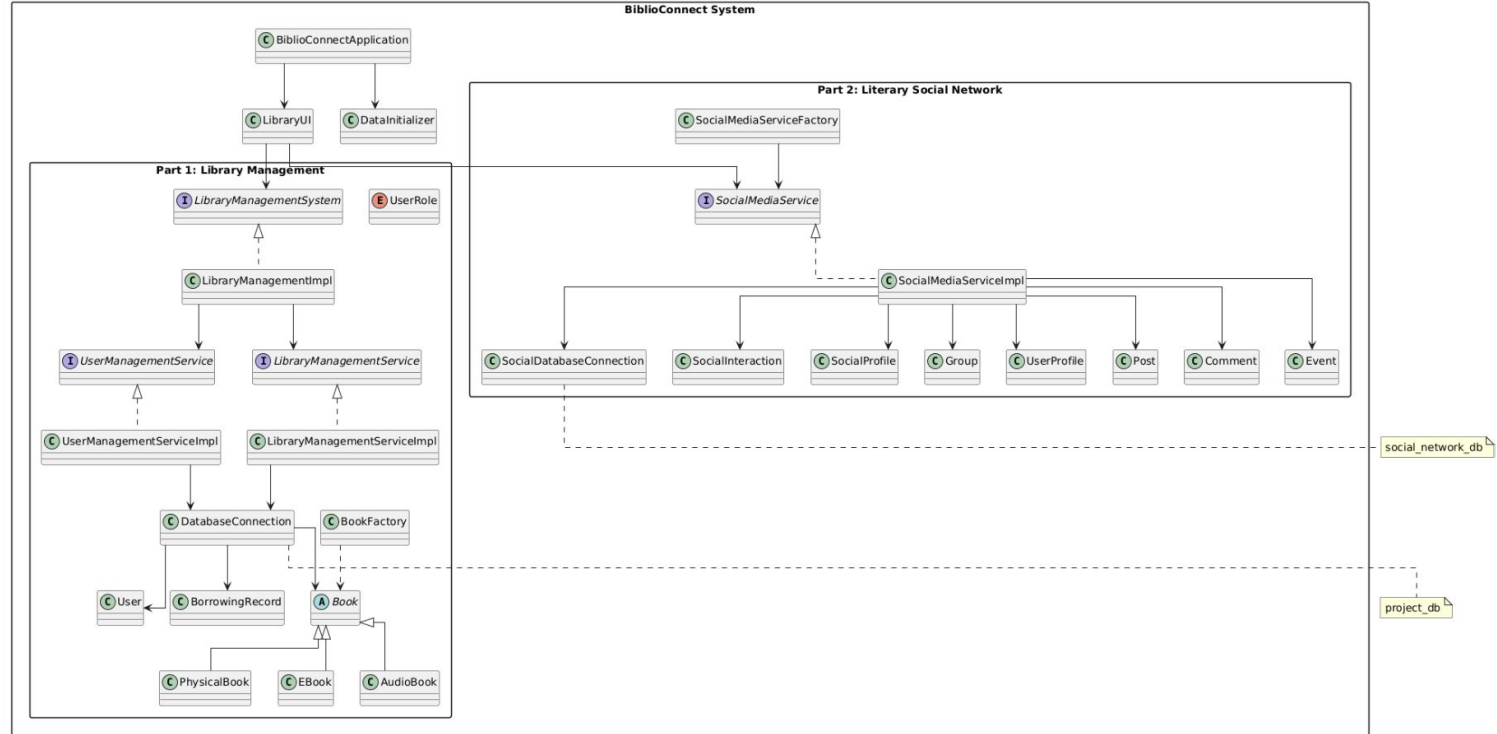 BiblioConnect System
C BiblioConnectApplication
Part 2: Literary Social Network
C LibraryUI
C DataInitializer
C SocialMediaServiceFactory
Part 1: Library Management
I LibraryManagementSystem
E UserRole
I SocialMediaService
C LibraryManagementImpl
C SocialMediaServiceImpl
I UserManagementService
I LibraryManagementService
C SocialDatabaseConnection
C SocialInteraction
C SocialProfile
C Group
C UserProfile
C Post
C Comment
C Event
C UserManagementServiceImpl
C LibraryManagementServiceImpl
social_network_db
C DatabaseConnection
C BookFactory
C User
C BorrowingRecord
A Book
project_db
C PhysicalBook
C EBook
C AudioBook